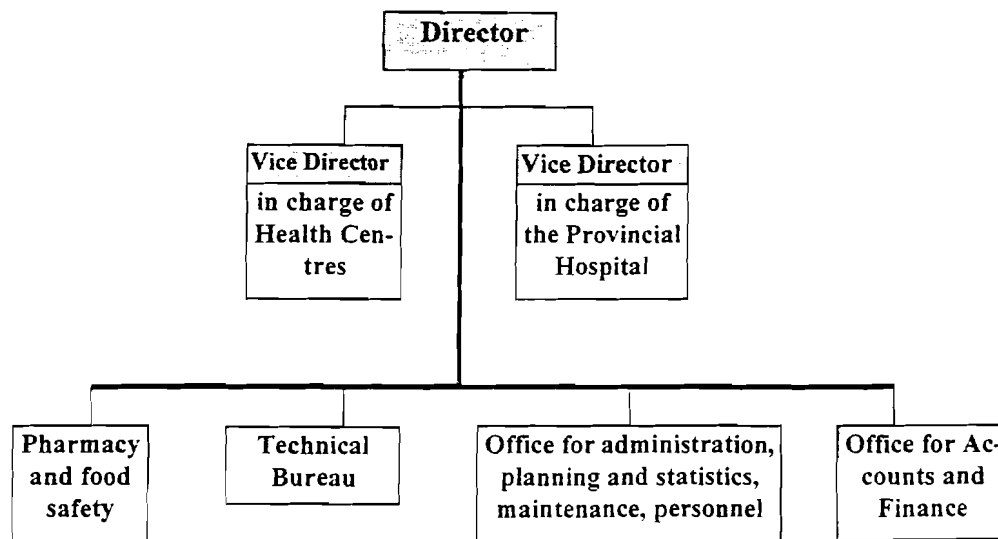 Director
Vice Director
in charge of
Health Cen-
tres
Vice Director
in charge of
the Provincial
Hospital
Pharmacy
and food
safety
Technical
Bureau
Office for administration,
planning and statistics,
maintenance, personnel
Office for Ac-
counts and
Finance